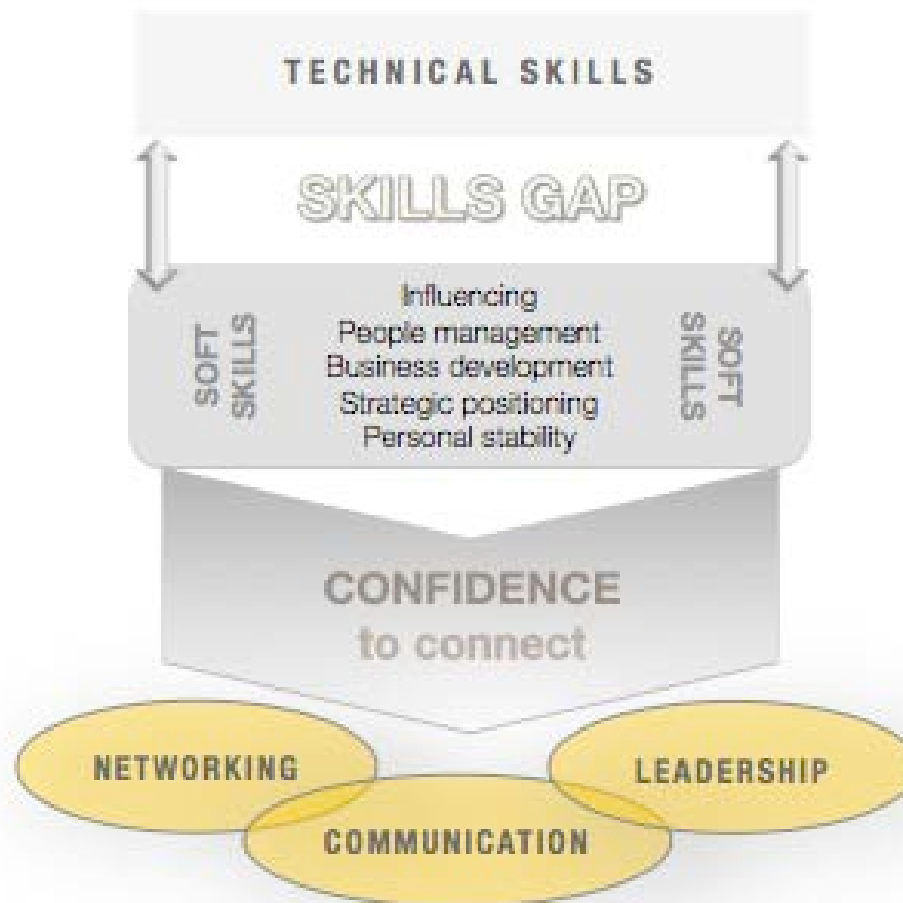 TECHNICAL SKILLS
SKILLS GAP
SOFT
SKILLS
Influencing
People management
Business development
Strategic positioning
Personal stability
SOFT
SKILLS
CONFIDENCE
to connect
NETWORKING
LEADERSHIP
COMMUNICATION